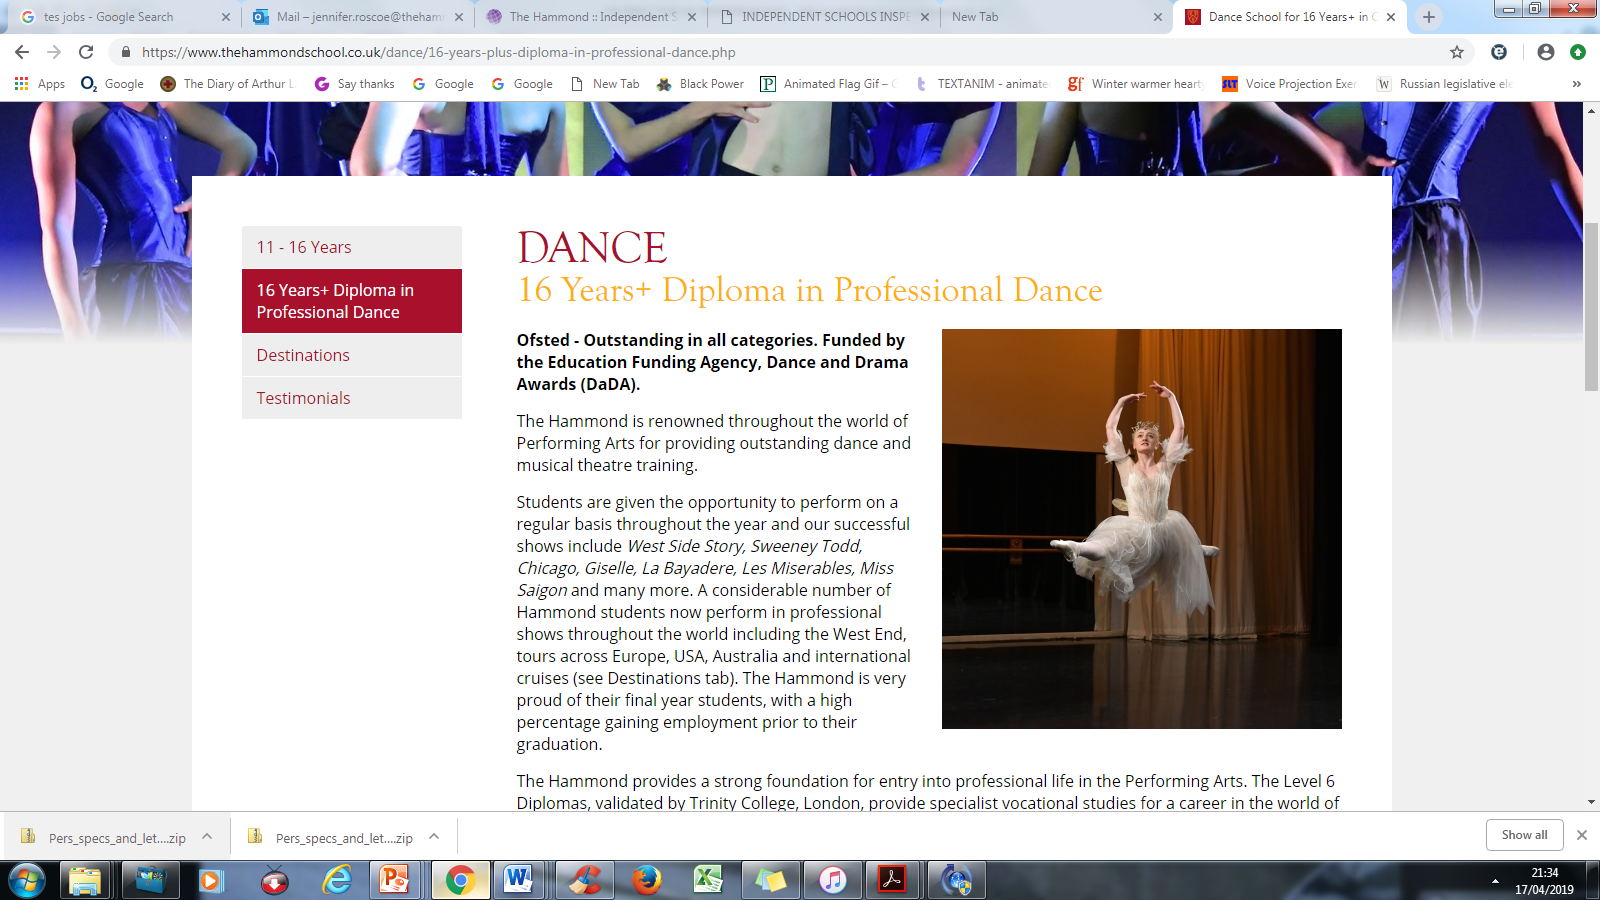 tes jobs - Google Search
Mail – jennifer.roscoe@theham
The Hammond :: Independent S
INDEPENDENT SCHOOLS INSPE
New Tab
Dance School for 16 Years+ in C
https://www.thehammondschool.co.uk/dance/16-years-plus-diploma-in-professional-dance.php
Apps
Google
The Diary of Arthur L
Say thanks
Google
Google
New Tab
Black Power
Animated Flag Gif – C
TEXTANIM - animate
Winter warmer heart
Voice Projection Exer
Russian legislative ele
»
11 - 16 Years
16 Years+ Diploma in
Professional Dance
Destinations
Testimonials
DANCE
16 Years+ Diploma in Professional Dance
Ofsted - Outstanding in all categories. Funded by
the Education Funding Agency, Dance and Drama
Awards (DaDA).
The Hammond is renowned throughout the world of
Performing Arts for providing outstanding dance and
musical theatre training.
Students are given the opportunity to perform on a
regular basis throughout the year and our successful
shows include West Side Story, Sweeney Todd,
Chicago, Giselle, La Bayadere, Les Miserables, Miss
Saigon and many more. A considerable number of
Hammond students now perform in professional
shows throughout the world including the West End,
tours across Europe, USA, Australia and international
cruises (see Destinations tab). The Hammond is very
proud of their final year students, with a high
percentage gaining employment prior to their
graduation.
The Hammond provides a strong foundation for entry into professional life in the Performing Arts. The Level 6
Diplomas, validated by Trinity College, London, provide specialist vocational studies for a career in the world of
Pers_specs_and_let....zip
Pers_specs_and_let....zip
Show all
21:34
17/04/2019